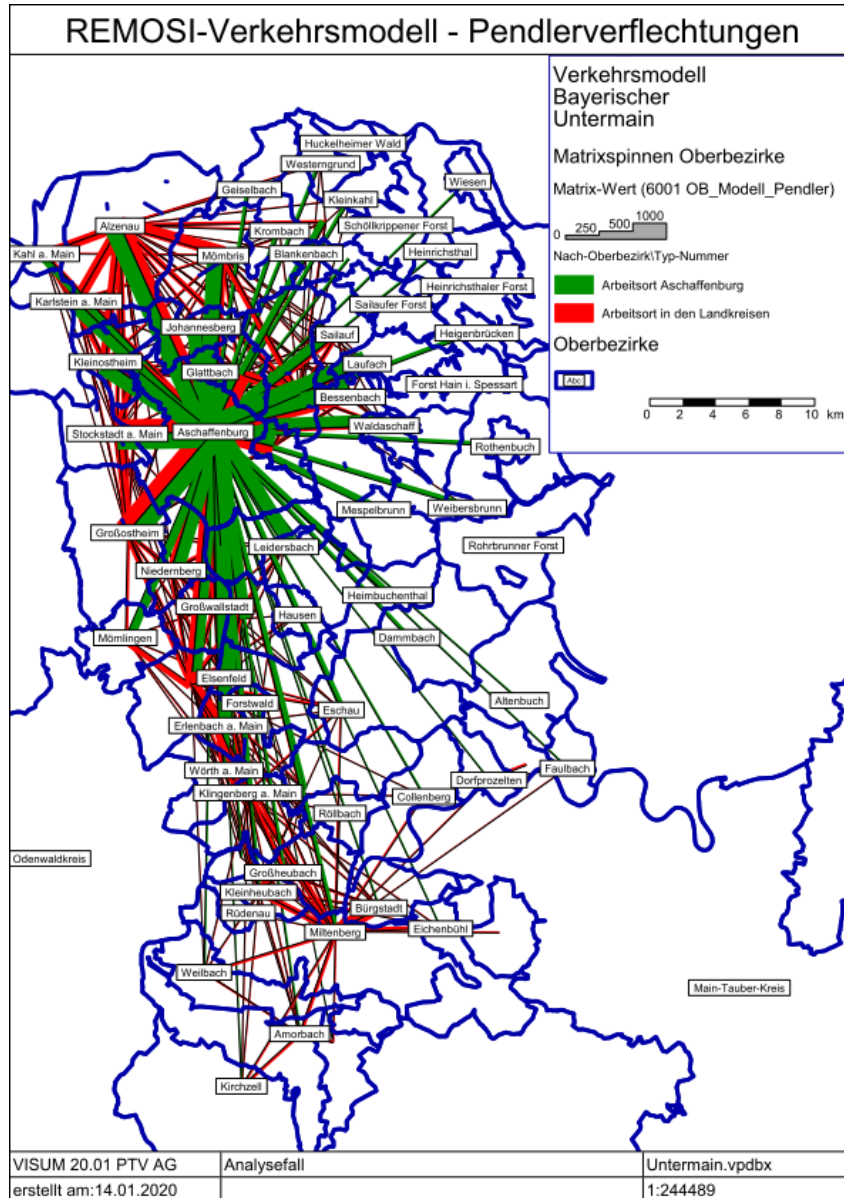 REMOSI-Verkehrsmodell - Pendlerverflechtungen
Verkehrsmodell
Bayerischer
Untermain
Matrixspinnen Oberbezirke
Matrix-Wert (6001 OB_Modell_Pendler)
0 250 500 1000
Nach-Oberbezirk\Typ-Nummer
Arbeitsort Aschaffenburg
Arbeitsort in den Landkreisen
Oberbezirke
Abc
0 2 4 6 8 10 km
Huckelheimer Wald
Westerngrund
Wiesen
Geiselbach
Kleinkahl
Alzenau
Schöllkrippener Forst
Krombach
Kahl a. Main
Mömbris
Blankenbach
Heinrichsthal
Heinrichsthaler Forst
Karlstein a. Main
Sailaufer Forst
Johannesberg
Sailauf
Heigenbrücken
Kleinostheim
Laufach
Glattbach
Forst Hain i. Spessart
Bessenbach
Waldaschaff
Stockstadt a. Main
Aschaffenburg
Rothenbuch
Mespelbrunn
Weibersbrunn
Großostheim
Leidersbach
Rohrbrunner Forst
Niedernberg
Heimbuchenthal
Großwallstadt
Hausen
Mömlingen
Dammbach
Elsenfeld
Altenbuch
Forstwald
Eschau
Erlenbach a. Main
Wörth a. Main
Faulbach
Dorfprozelten
Klingenberg a. Main
Collenberg
Röllbach
Odenwaldkreis
Großheubach
Kleinheubach
Bürgstadt
Rüdenau
Miltenberg
Eichenbühl
Weilbach
Main-Tauber-Kreis
Amorbach
Kirchzell
VISUM 20.01 PTV AG
Analysefall
Untermain.vpdbx
erstellt am:14.01.2020
1:244489